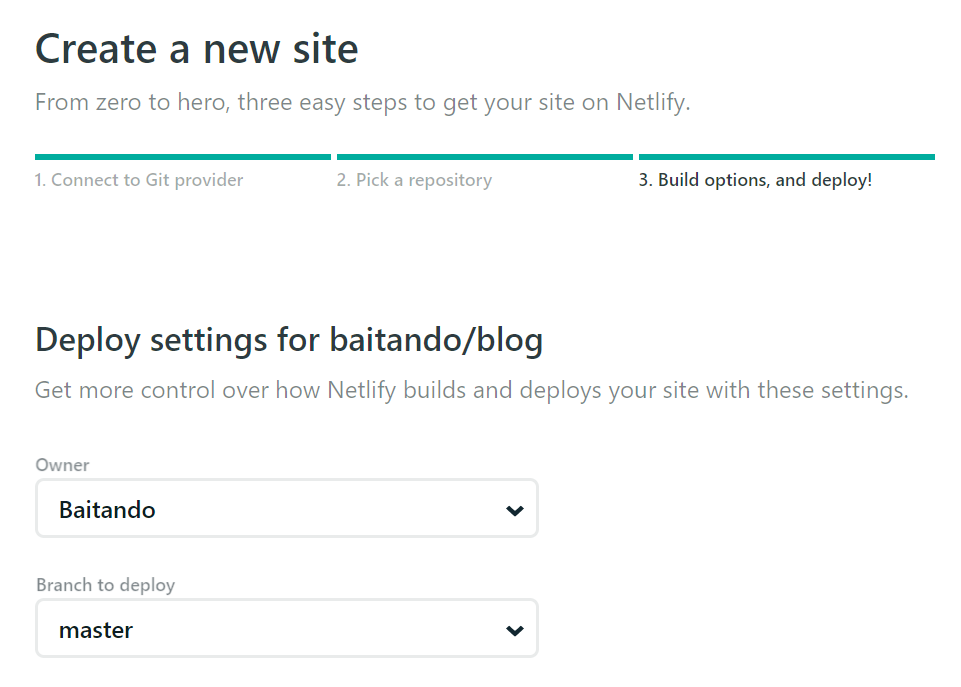 Create a new site
From zero to hero, three easy steps to get your site on Netlify.
1. Connect to Git provider
2. Pick a repository
3. Build options, and deploy!
Deploy settings for baitando/blog
Get more control over how Netlify builds and deploys your site with these settings.
Owner
Baitando
Branch to deploy
master